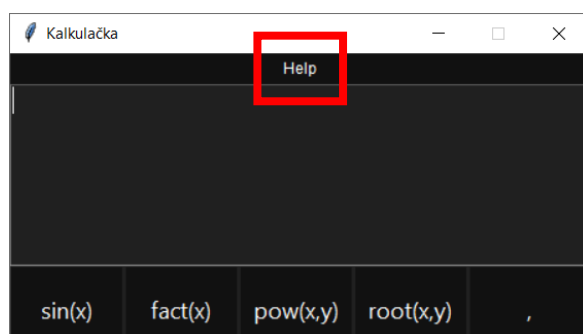 Kalkulačka
Help
sin(x) fact(x) pow(x,y) root(x,y) ,